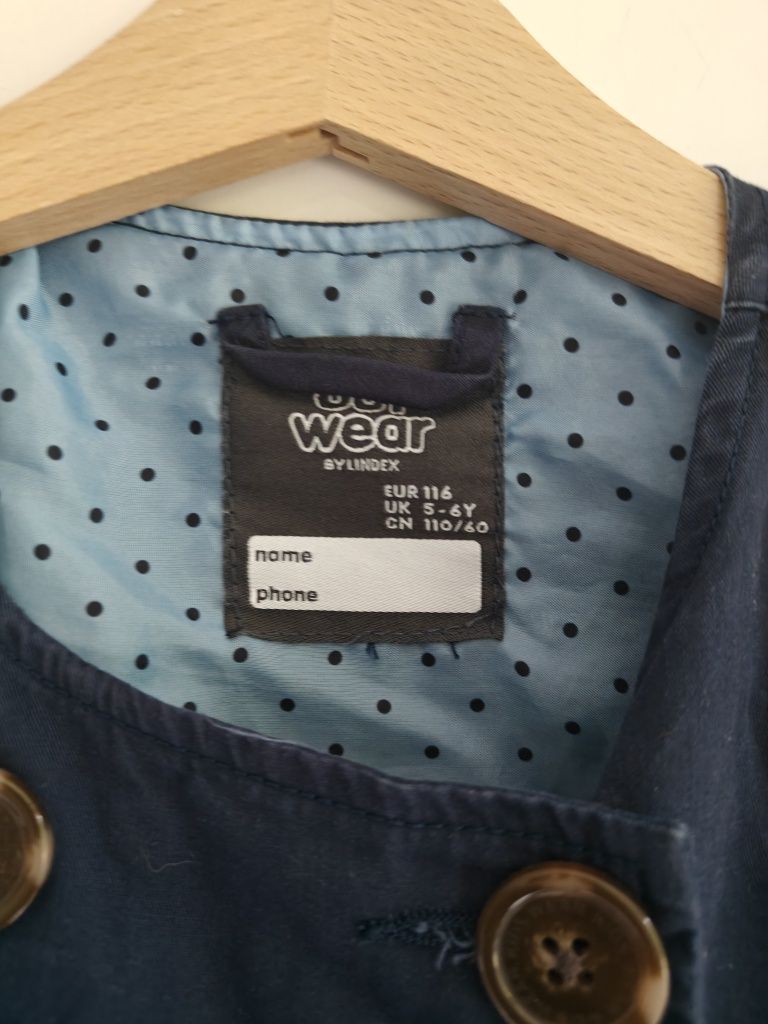 wear
BY LINDEX
EUR 116
UK 5-6Y
CN 110/60
name
phone